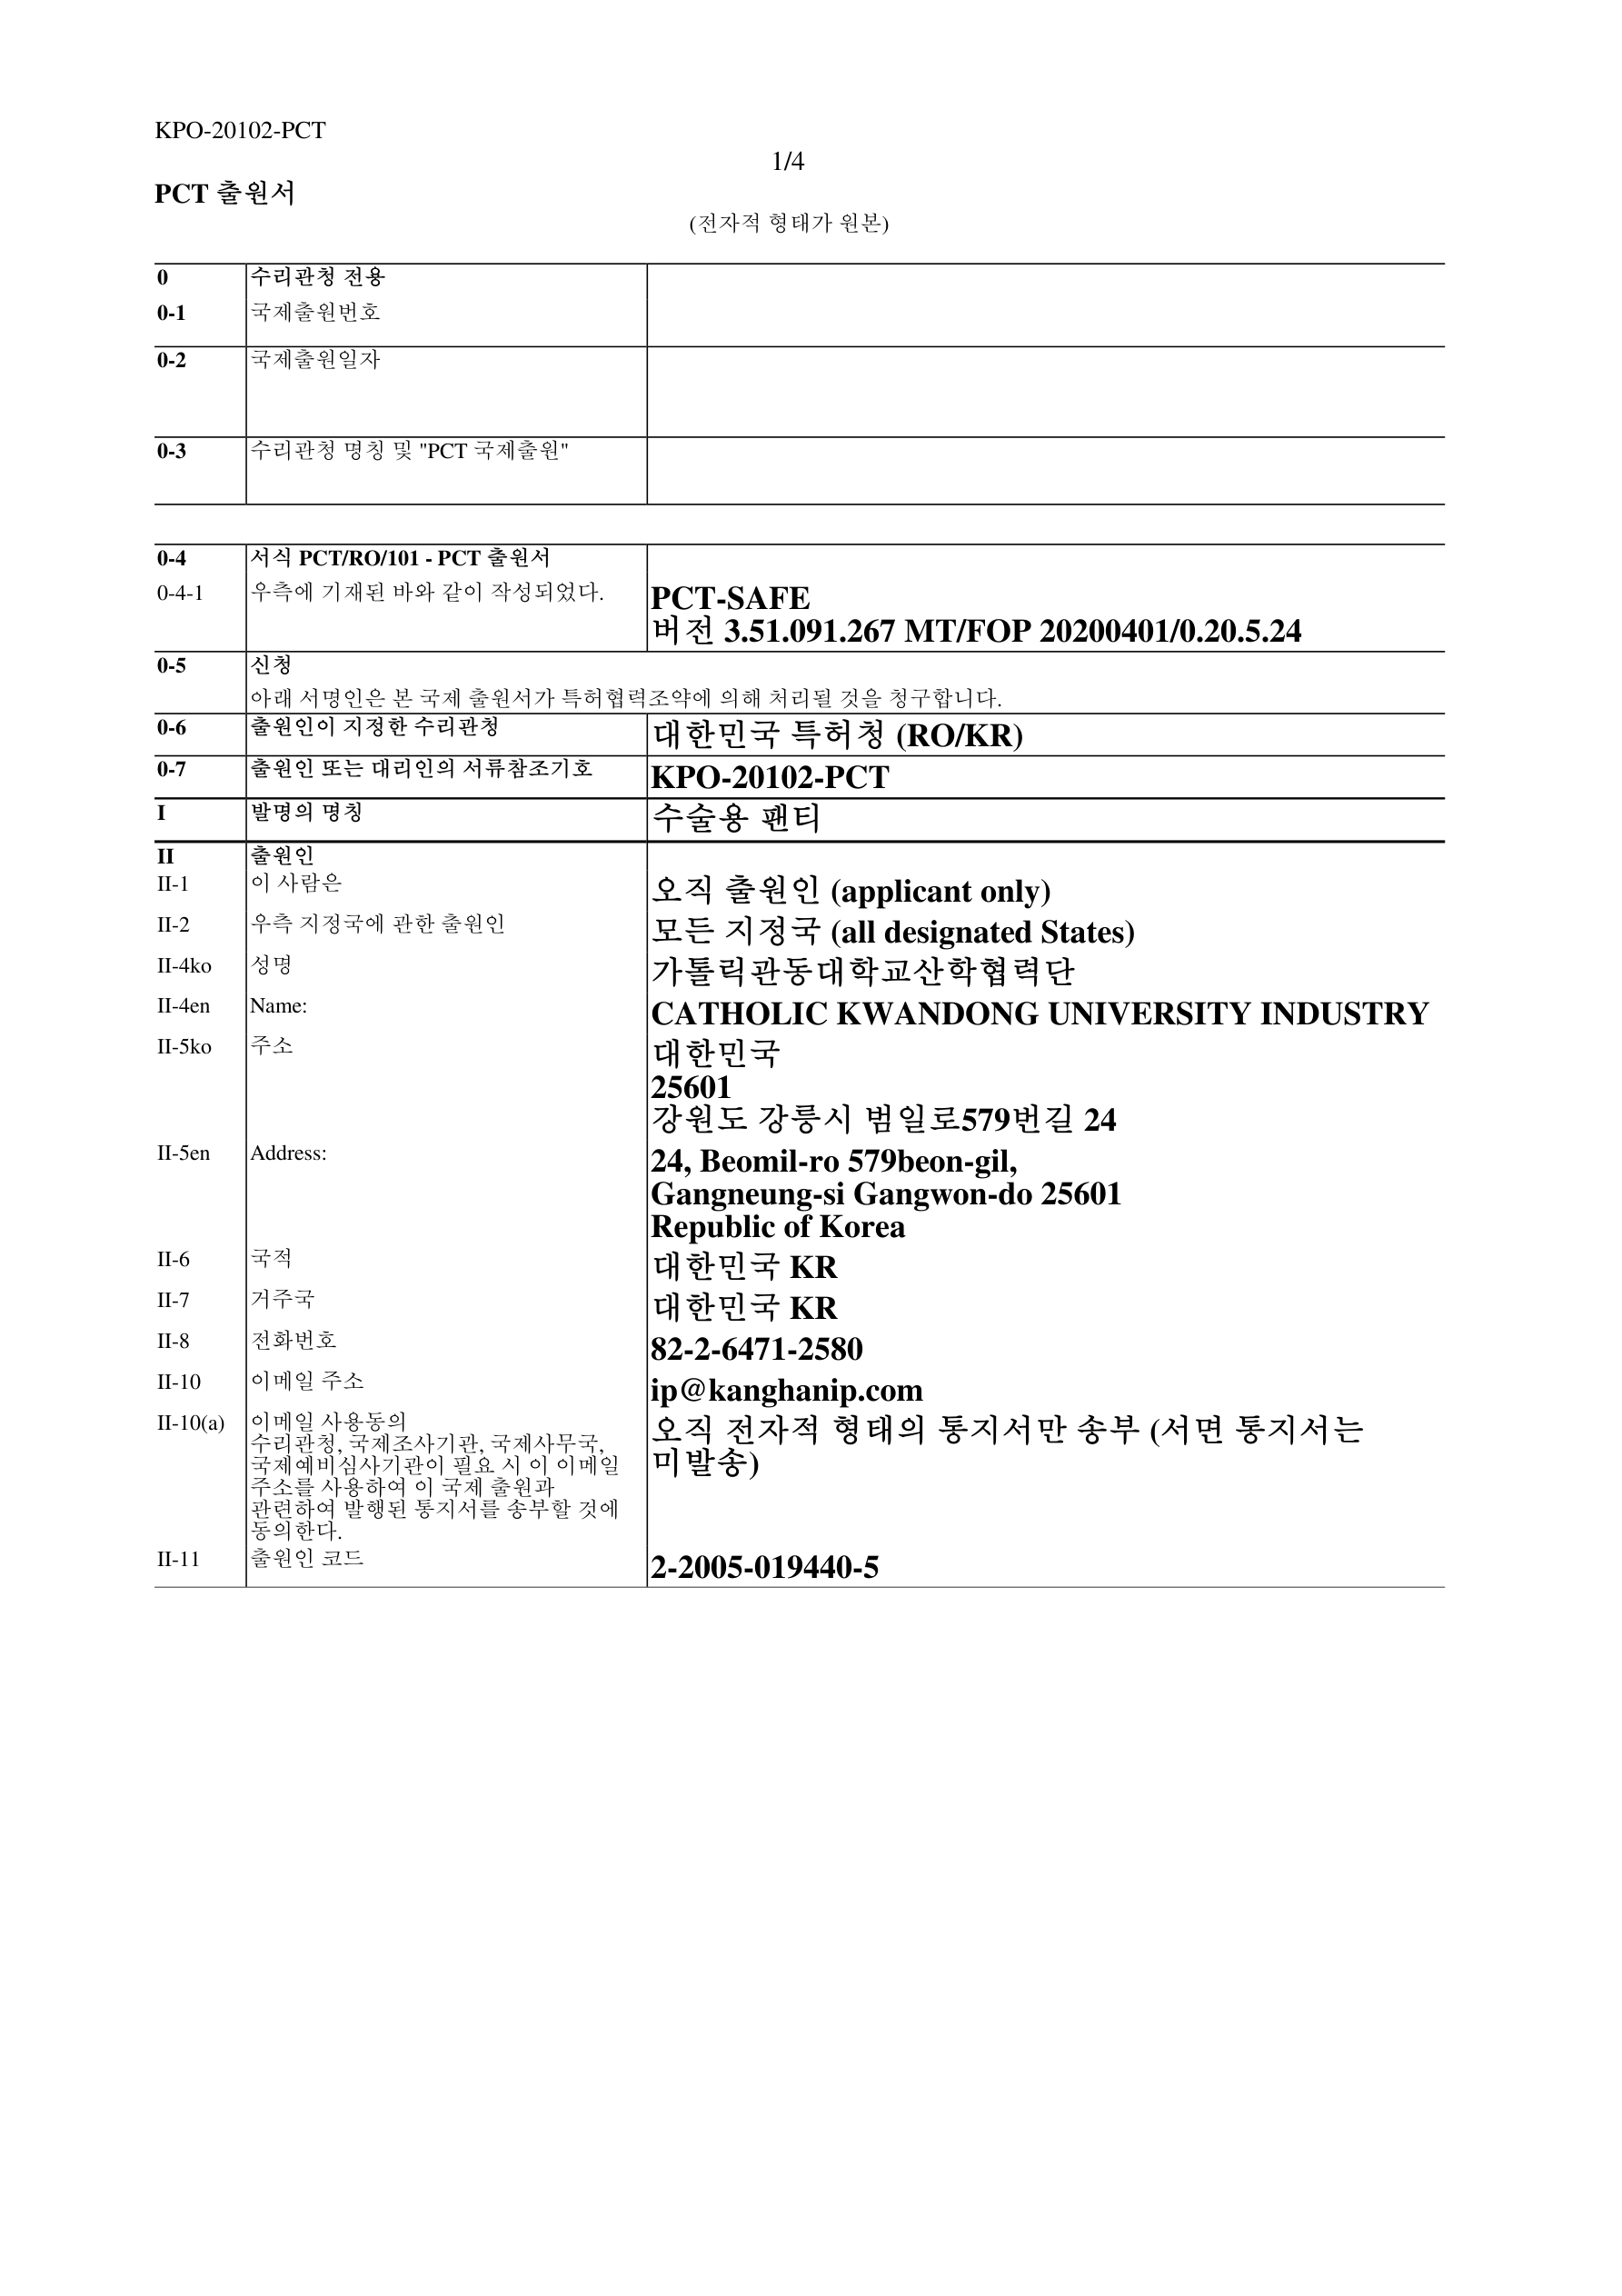 KPO-20102-PCT
1/4
PCT 출원서
(전자적 형태가 원본)
0 수리관청 전용
0-1 국제출원번호
0-2 국제출원일자
0-3 수리관청 명칭 및 "PCT 국제출원"
0-4 서식 PCT/RO/101 - PCT 출원서
0-4-1 우측에 기재된 바와 같이 작성되었다. PCT-SAFE
버전 3.51.091.267 MT/FOP 20200401/0.20.5.24
0-5 신청
아래 서명인은 본 국제 출원서가 특허협력조약에 의해 처리될 것을 청구합니다.
0-6 출원인이 지정한 수리관청 대한민국 특허청 (RO/KR)
0-7 출원인 또는 대리인의 서류참조기호 KPO-20102-PCT
I 발명의 명칭 수술용 팬티
II 출원인
II-1 이 사람은 오직 출원인 (applicant only)
II-2 우측 지정국에 관한 출원인 모든 지정국 (all designated States)
II-4ko 성명 가톨릭관동대학교산학협력단
II-4en Name: CATHOLIC KWANDONG UNIVERSITY INDUSTRY
II-5ko 주소 대한민국
25601
강원도 강릉시 범일로579번길 24
II-5en Address: 24, Beomil-ro 579beon-gil,
Gangneung-si Gangwon-do 25601
Republic of Korea
II-6 국적 대한민국 KR
II-7 거주국 대한민국 KR
II-8 전화번호 82-2-6471-2580
II-10 이메일 주소 ip@kanghanip.com
II-10(a) 이메일 사용동의 오직 전자적 형태의 통지서만 송부 (서면 통지서는
수리관청, 국제조사기관, 국제사무국, 미발송)
국제예비심사기관이 필요 시 이 이메일
주소를 사용하여 이 국제 출원과
관련하여 발행된 통지서를 송부할 것에
동의한다.
II-11 출원인 코드 2-2005-019440-5